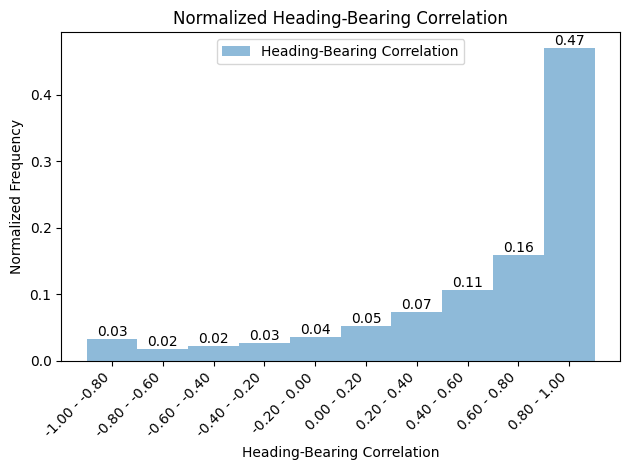 Normalized Heading-Bearing Correlation
Heading-Bearing Correlation
Normalized Frequency
0.4
0.3
0.2
0.1
0.0
0.03
0.02
0.02
0.03
0.04
0.05
0.07
0.11
0.16
0.47
-1.00 - -0.80
-0.80 - -0.60
-0.60 - -0.40
-0.40 - -0.20
-0.20 - 0.00
0.00 - 0.20
0.20 - 0.40
0.40 - 0.60
0.60 - 0.80
0.80 - 1.00
Heading-Bearing Correlation